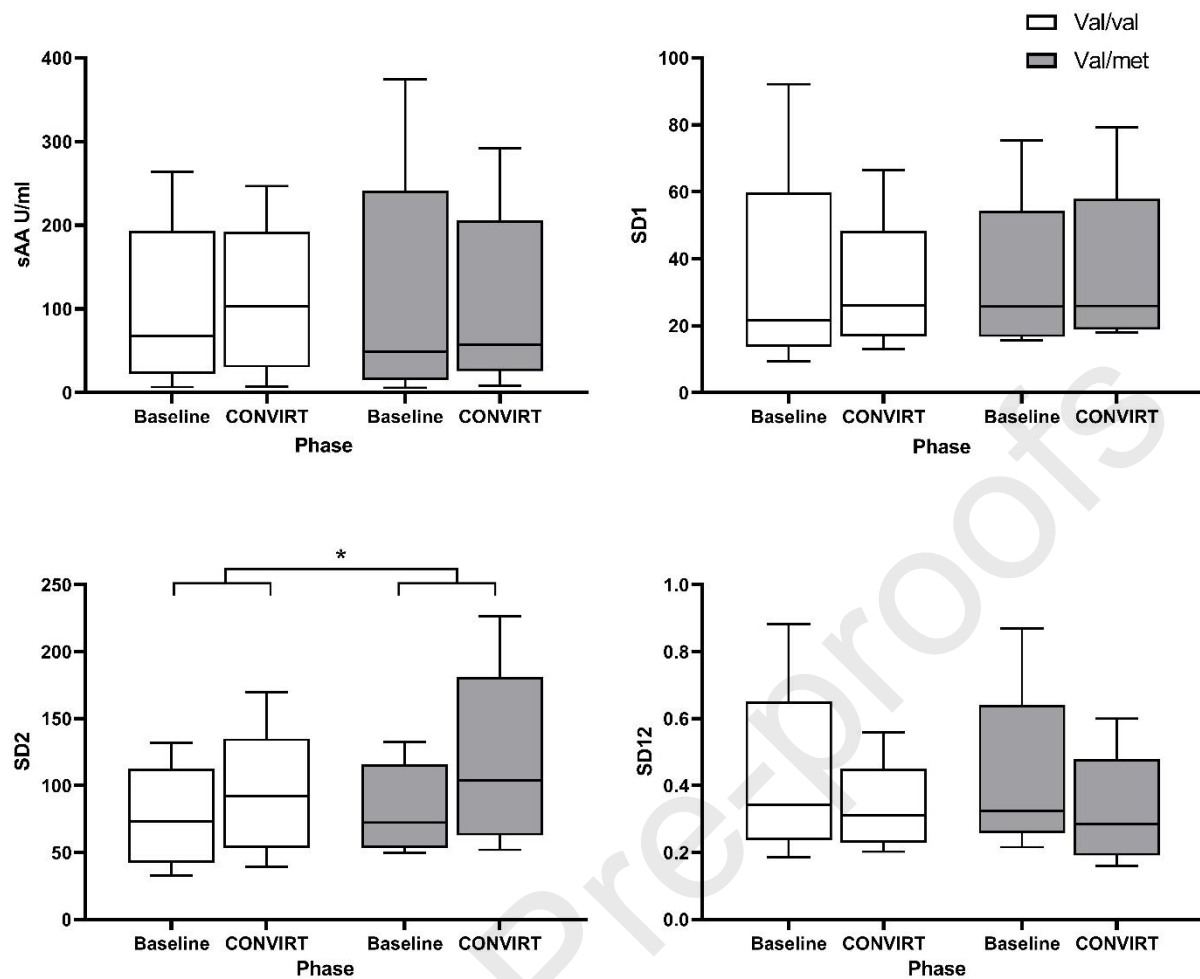 Val/val
Val/met
400
300
200
100
0
sAA U/ml
Baseline CONVIRT Baseline CONVIRT
Phase
100
80
60
40
20
0
SD1
Baseline CONVIRT Baseline CONVIRT
Phase
*
250
200
150
100
50
0
SD2
Baseline CONVIRT Baseline CONVIRT
Phase
1.0
0.8
0.6
0.4
0.2
0.0
SD12
Baseline CONVIRT Baseline CONVIRT
Phase
Pre-proofs